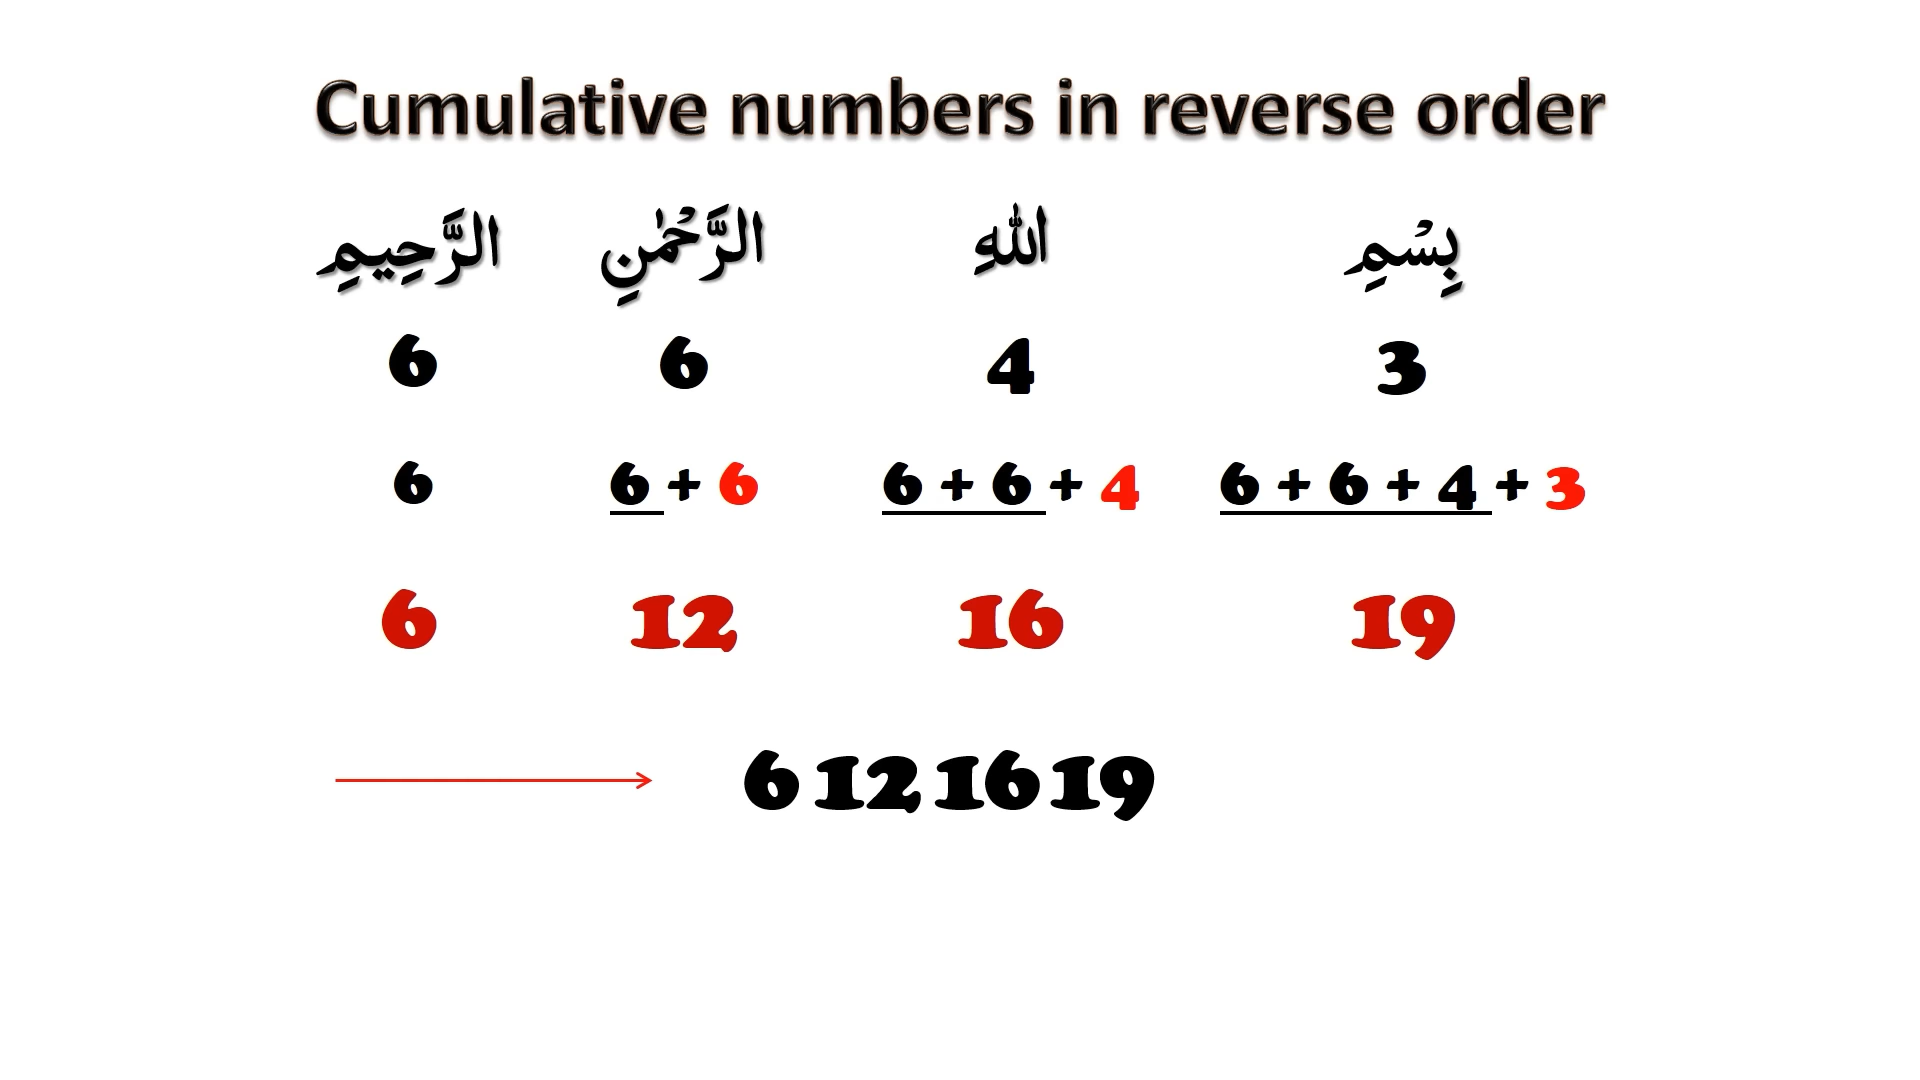 Cumulative numbers in reverse order
بِسْمِ اللّٰهِ الرَّحْمٰنِ الرَّحِيمِ
6 6 4 3
6 6 + 6 6 + 6 + 4 6 + 6 + 4 + 3
6 12 16 19
6 12 16 19